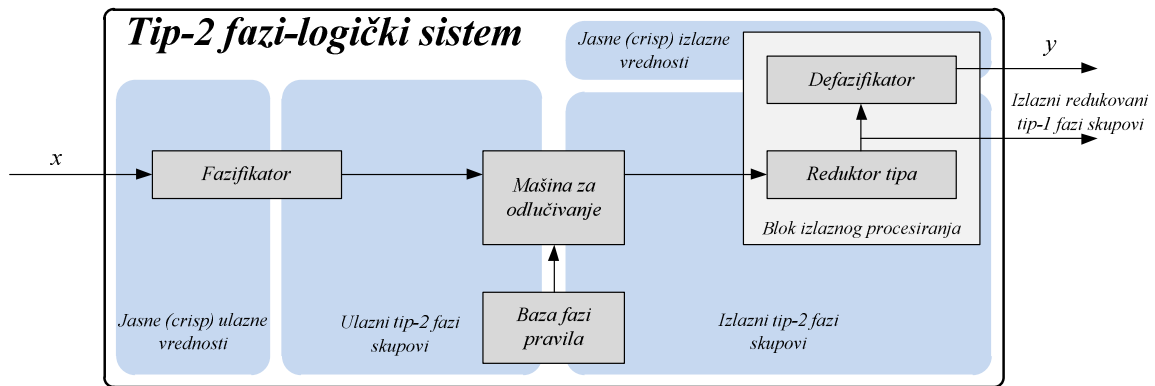 Tip-2 fazi-logički sistem
Jasne (crisp) izlazne
vrednosti
y
Defazifikator
Izlazni redukovani
tip-1 fazi skupovi
x
Fazifikator
Mašina za
odlučivanje
Reduktor tipa
Blok izlaznog procesiranja
Jasne (crisp) ulazne
vrednosti
Ulazni tip-2 fazi
skupovi
Baza fazi
pravila
Izlazni tip-2 fazi
skupovi